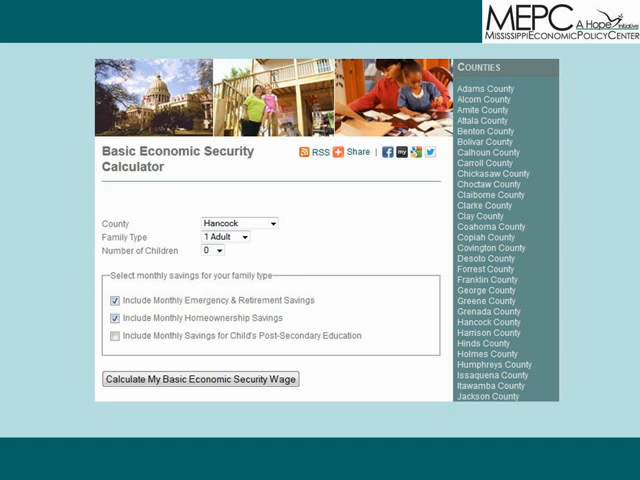 MEPC A Hope Initiative
MISSISSIPPIECONOMICPOLICYCENTER
COUNTIES
Adams County
Alcorn County
Amite County
Attala County
Benton County
Bolivar County
Calhoun County
Carroll County
Chickasaw County
Choctaw County
Claiborne County
Clarke County
Clay County
Coahoma County
Copiah County
Covington County
Desoto County
Forrest County
Franklin County
George County
Greene County
Grenada County
Hancock County
Harrison County
Hinds County
Holmes County
Humphreys County
Issaquena County
Itawamba County
Jackson County
Basic Economic Security
Calculator
RSS Share |
County Hancock
Family Type 1 Adult
Number of Children 0
Select monthly savings for your family type
Include Monthly Emergency & Retirement Savings
Include Monthly Homeownership Savings
Include Monthly Savings for Child's Post-Secondary Education
Calculate My Basic Economic Security Wage